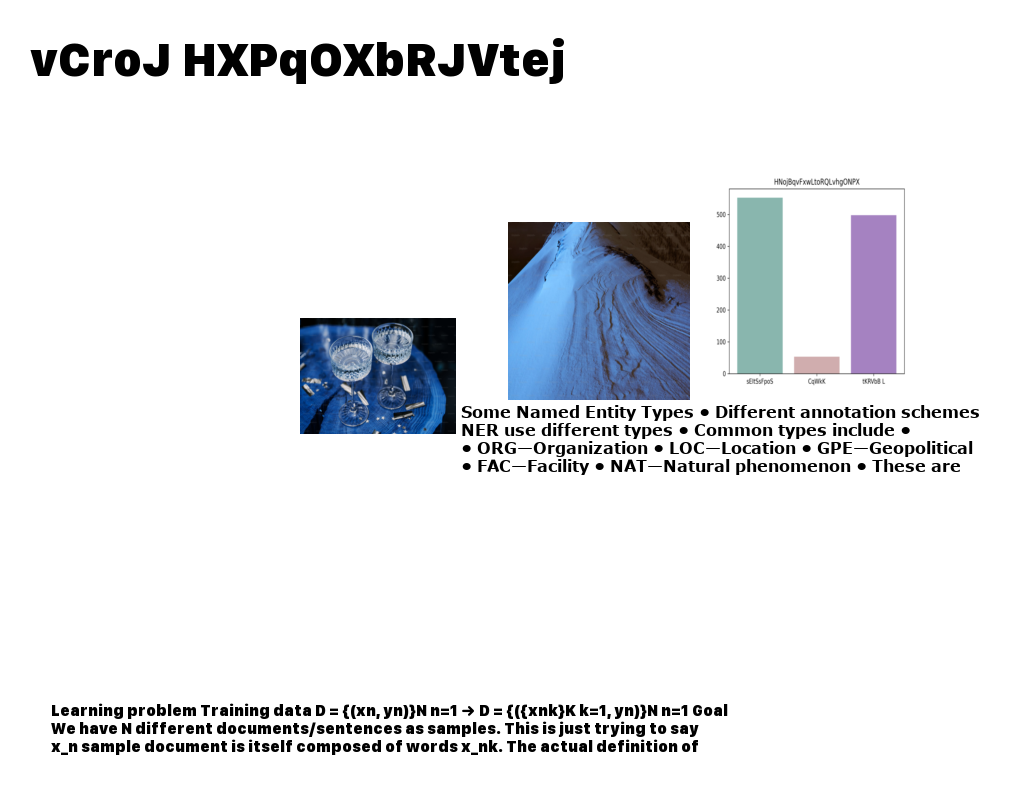 vCroJ HXPqOXbRJVtej
HNojBqvFxwLtoRQLvhgONPX
500
400
300
200
100
0
sEltSsFpoS CqWkK tKRVbB L
Some Named Entity Types • Different annotation schemes
NER use different types • Common types include •
• ORG—Organization • LOC—Location • GPE—Geopolitical
• FAC—Facility • NAT—Natural phenomenon • These are
Learning problem Training data D = {(xn, yn)}N n=1 → D = {({xnk}K k=1, yn)}N n=1 Goal
We have N different documents/sentences as samples. This is just trying to say
x_n sample document is itself composed of words x_nk. The actual definition of